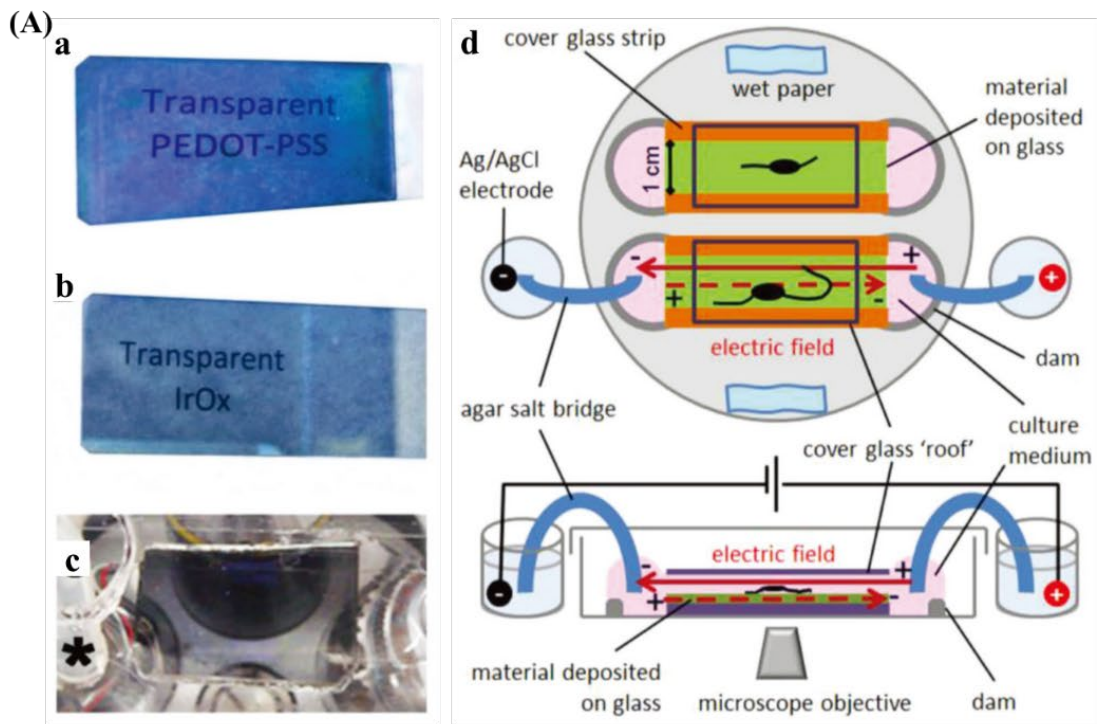 (A)
a
Transparent
PEDOT-PSS
b
Transparent
IrOx
c
*
d
cover glass strip
wet paper
material
deposited
on glass
Ag/AgCl
electrode
1 cm
-
+
-
+
+
-
electric field
dam
agar salt bridge
culture
medium
cover glass 'roof'
electric field
-
+
-
+
+
-
material deposited
on glass
microscope objective
dam